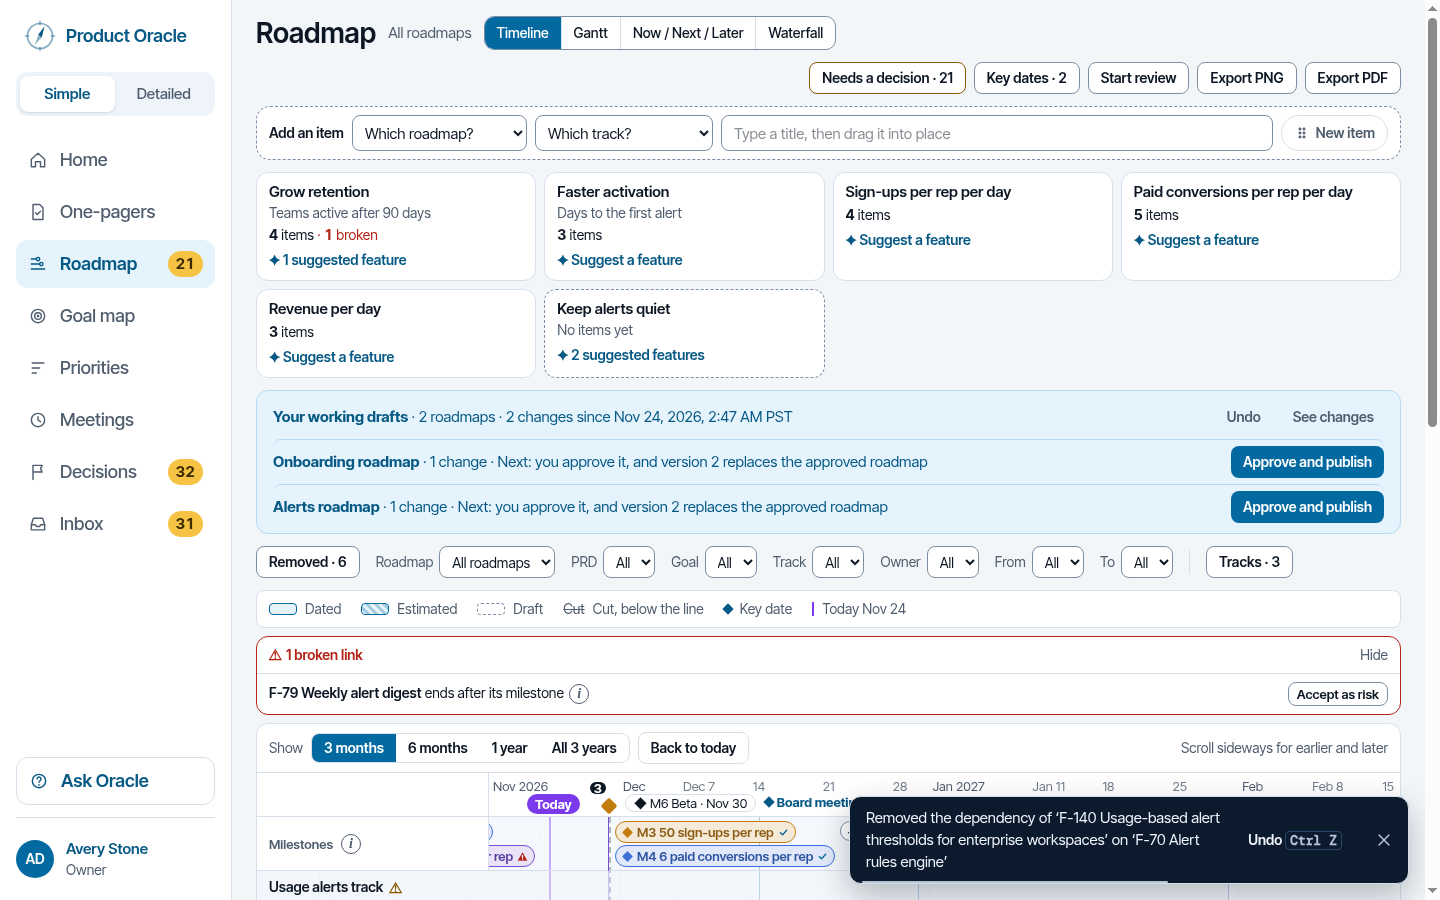 Product Oracle
Simple
Detailed
Home
One-pagers
Roadmap 21
Goal map
Priorities
Meetings
Decisions 32
Inbox 31
Ask Oracle
AD
Avery Stone
Owner
Roadmap
All roadmaps
Timeline
Gantt
Now / Next / Later
Waterfall
Needs a decision · 21
Key dates · 2
Start review
Export PNG
Export PDF
Add an item
Which roadmap?
Which track?
Type a title, then drag it into place
New item
Grow retention
Teams active after 90 days
4 items · 1 broken
1 suggested feature
Faster activation
Days to the first alert
3 items
Suggest a feature
Sign-ups per rep per day
4 items
Suggest a feature
Paid conversions per rep per day
5 items
Suggest a feature
Revenue per day
3 items
Suggest a feature
Keep alerts quiet
No items yet
2 suggested features
Your working drafts · 2 roadmaps · 2 changes since Nov 24, 2026, 2:47 AM PST
Undo
See changes
Onboarding roadmap · 1 change · Next: you approve it, and version 2 replaces the approved roadmap
Approve and publish
Alerts roadmap · 1 change · Next: you approve it, and version 2 replaces the approved roadmap
Approve and publish
Removed · 6
Roadmap All roadmaps
PRD All
Goal All
Track All
Owner All
From All
To All
Tracks · 3
Dated
Estimated
Draft
Cut Cut, below the line
Key date
Today Nov 24
1 broken link
Hide
F-79 Weekly alert digest ends after its milestone
Accept as risk
Show
3 months
6 months
1 year
All 3 years
Back to today
Scroll sideways for earlier and later
Nov 2026
3
Dec
Dec 7
14
21
28
Jan 2027
Jan 11
18
25
Feb
Feb 8
15
Today
M6 Beta · Nov 30
Board
Milestones
M3 50 sign-ups per rep
rep
M4 6 paid conversions per rep
Usage alerts track
Removed the dependency of ‘F-140 Usage-based alert
thresholds for enterprise workspaces’ on ‘F-70 Alert
rules engine’
Undo Ctrl Z